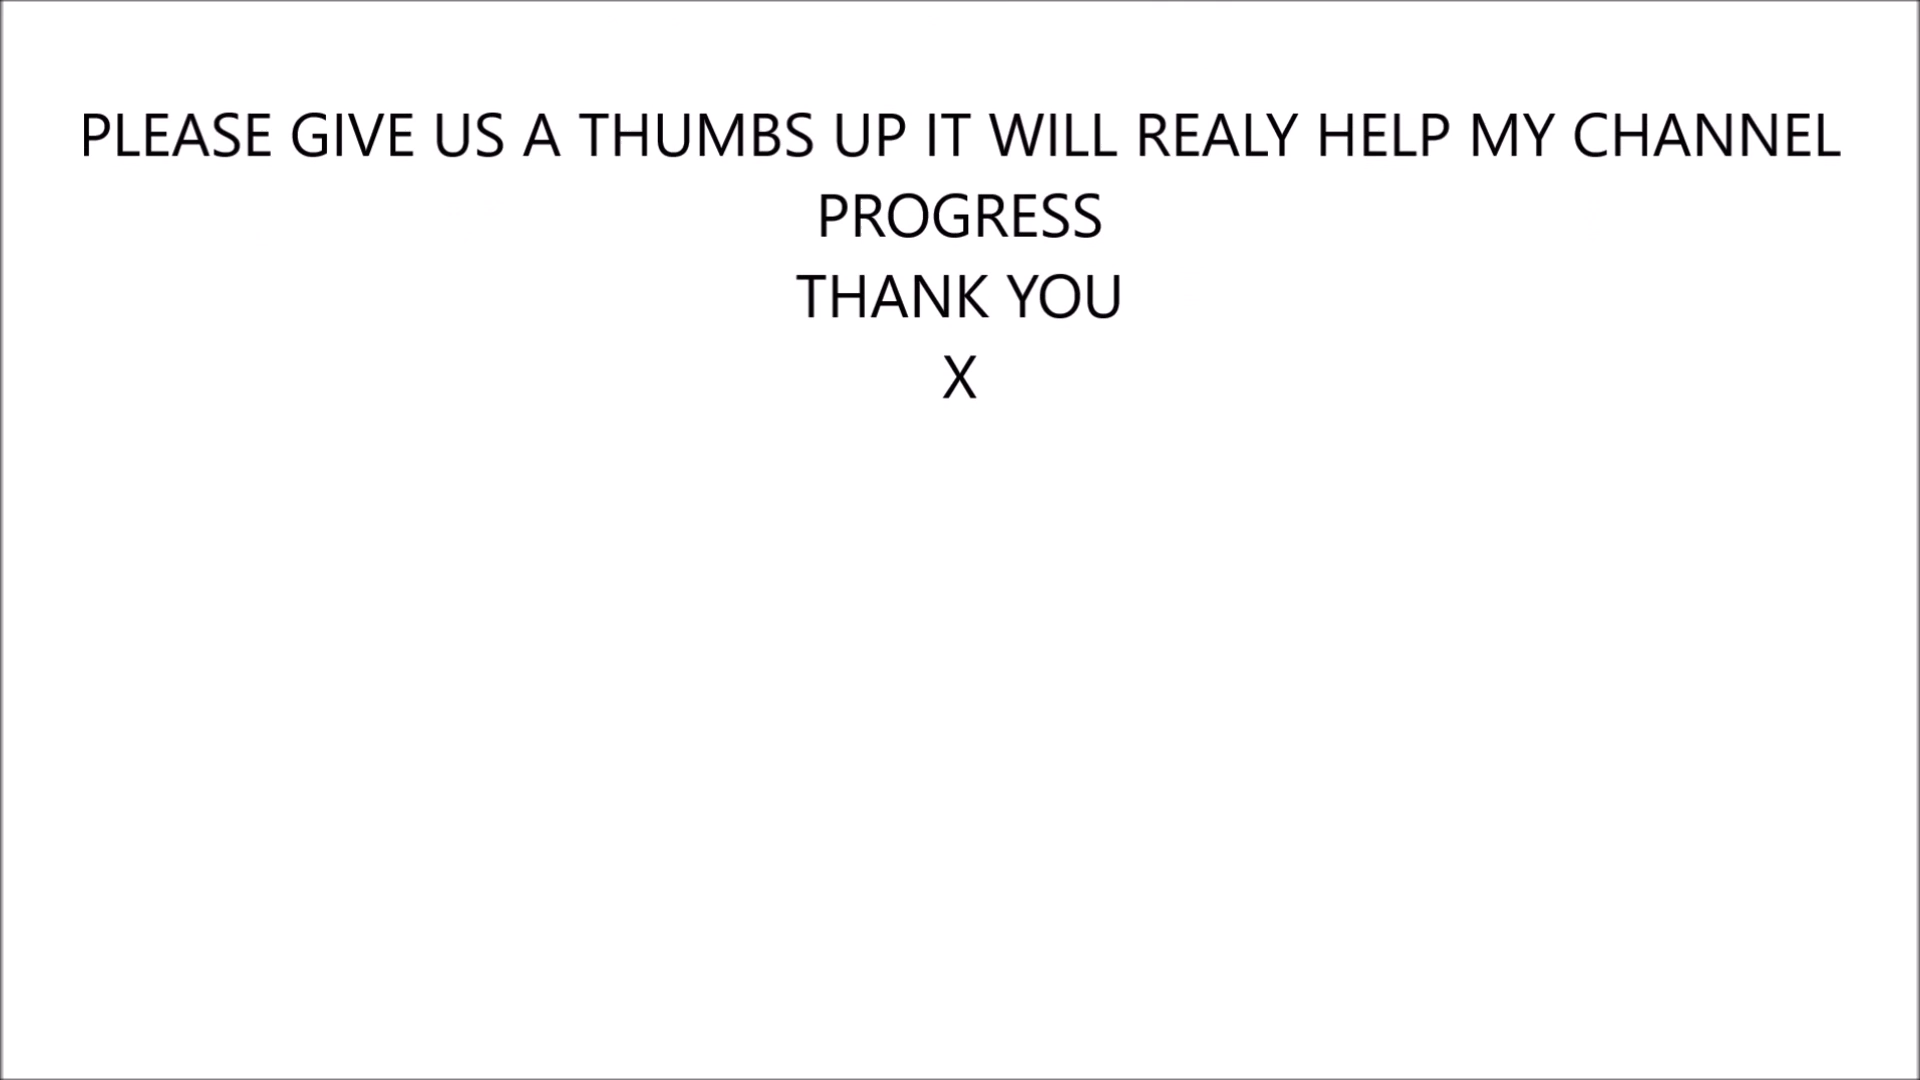 PLEASE GIVE US A THUMBS UP IT WILL REALY HELP MY CHANNEL
PROGRESS
THANK YOU
X